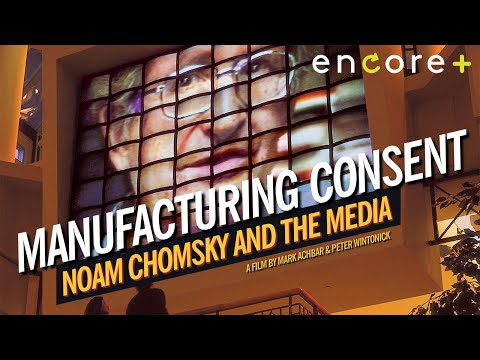 encore+
MANUFACTURING CONSENT
NOAM CHOMSKY AND THE MEDIA
A FILM BY MARK ACHBAR & PETER WINTONICK